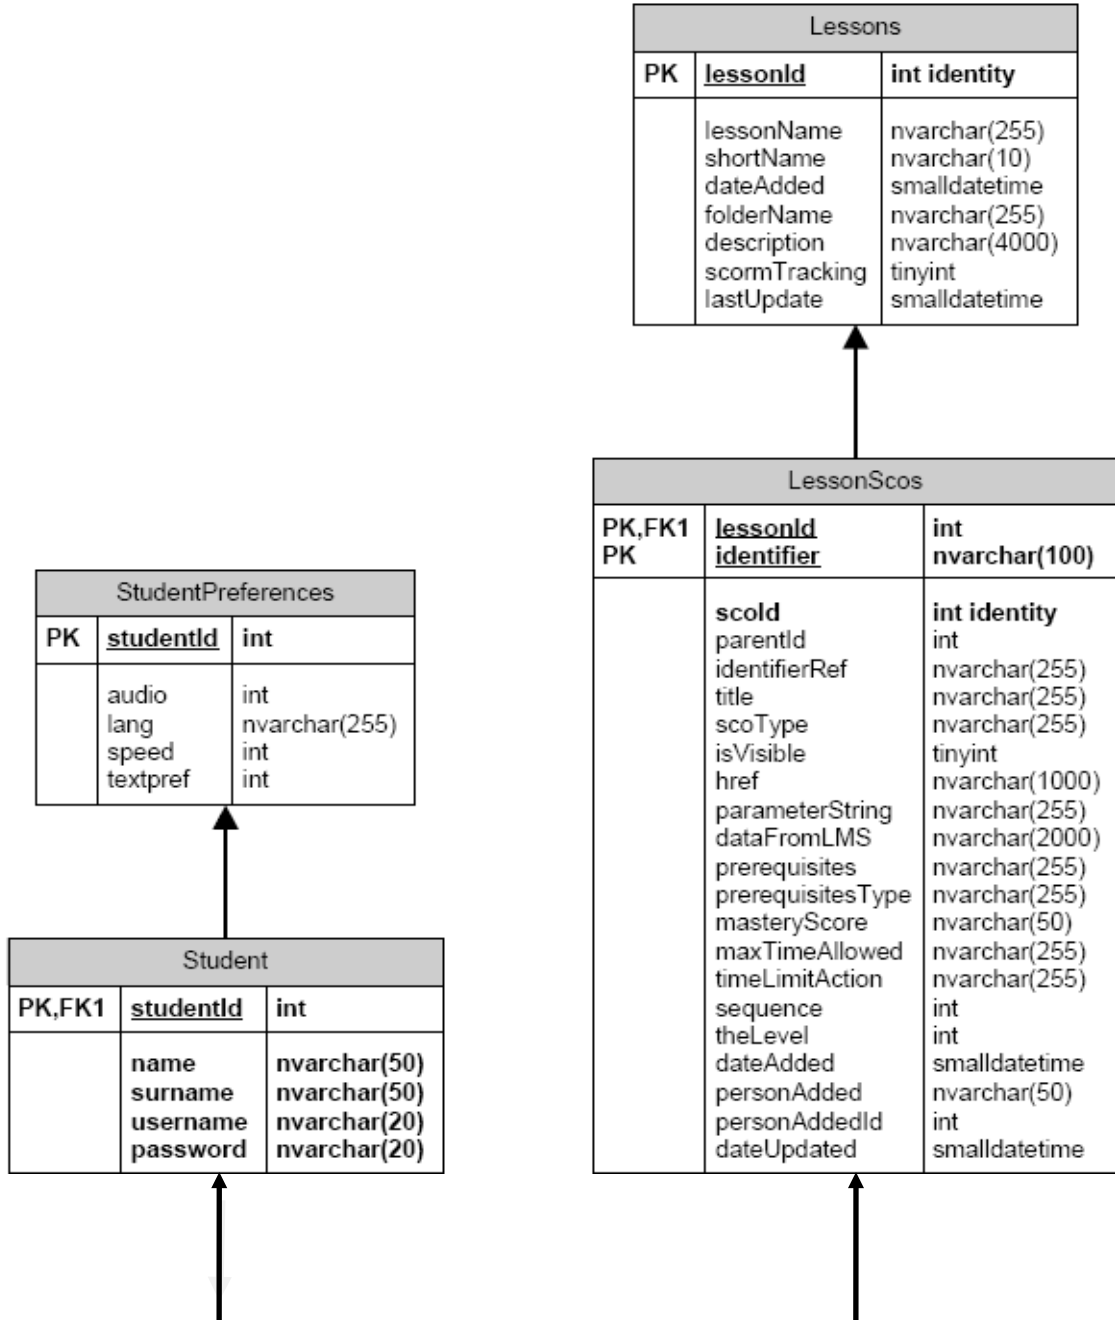 Lessons
PK lessonId int identity
lessonName nvarchar(255)
shortName nvarchar(10)
dateAdded smalldatetime
folderName nvarchar(255)
description nvarchar(4000)
scormTracking tinyint
lastUpdate smalldatetime
LessonScos
PK,FK1 lessonId int
PK identifier nvarchar(100)
scoId int identity
parentId int
identifierRef nvarchar(255)
title nvarchar(255)
scoType nvarchar(255)
isVisible tinyint
href nvarchar(1000)
parameterString nvarchar(255)
dataFromLMS nvarchar(2000)
prerequisites nvarchar(255)
prerequisitesType nvarchar(255)
masteryScore nvarchar(50)
maxTimeAllowed nvarchar(255)
timeLimitAction nvarchar(255)
sequence int
theLevel int
dateAdded smalldatetime
personAdded nvarchar(50)
personAddedId int
dateUpdated smalldatetime
StudentPreferences
PK studentId int
audio int
lang nvarchar(255)
speed int
textpref int
Student
PK,FK1 studentId int
name nvarchar(50)
surname nvarchar(50)
username nvarchar(20)
password nvarchar(20)